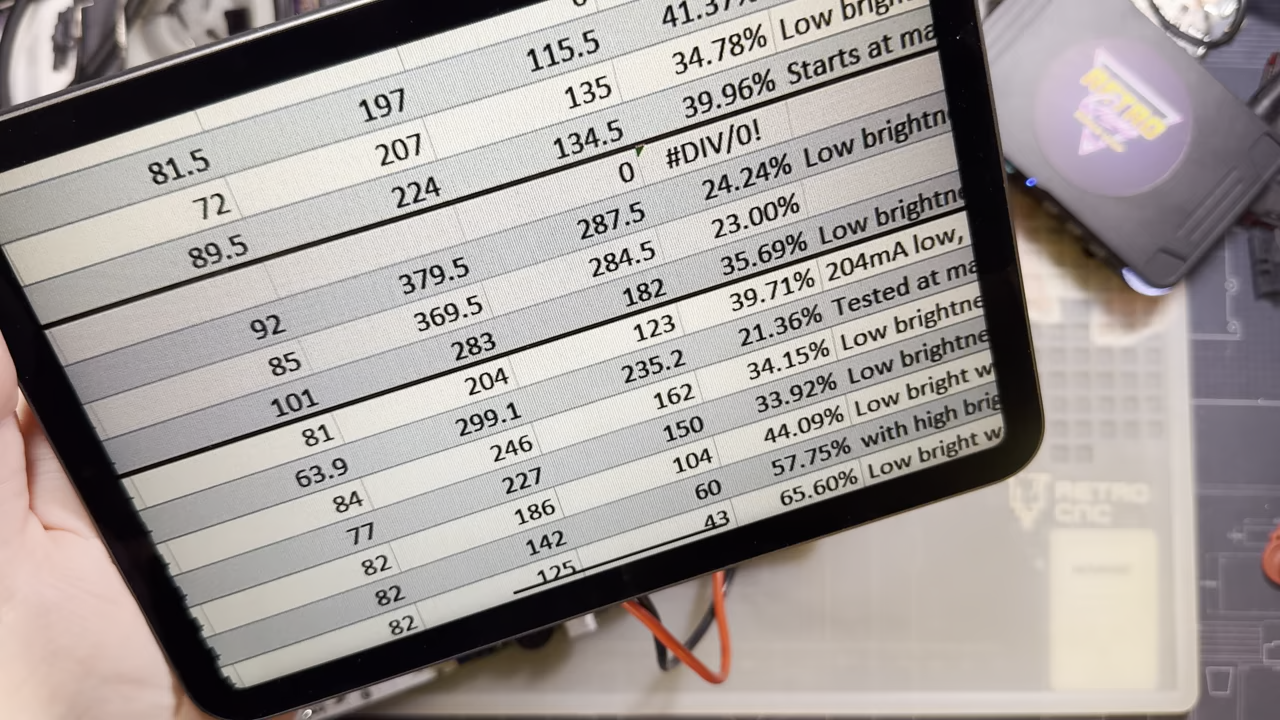 81.5 197 115.5 41.37%
72 207 135 34.78% Low brigh
89.5 224 134.5 39.96% Starts at ma
0 #DIV/0!
92 379.5 287.5 24.24% Low brightn
85 369.5 284.5 23.00%
101 283 182 35.69% Low brightne
81 204 123 39.71% 204mA low,
63.9 299.1 235.2 21.36% Tested at ma
84 246 162 34.15% Low brightne
77 227 150 33.92% Low brightne
82 186 104 44.09% Low bright w
82 142 60 57.75% with high brig
82 125 43 65.60% Low bright w
RETRO
RETRO
CNC